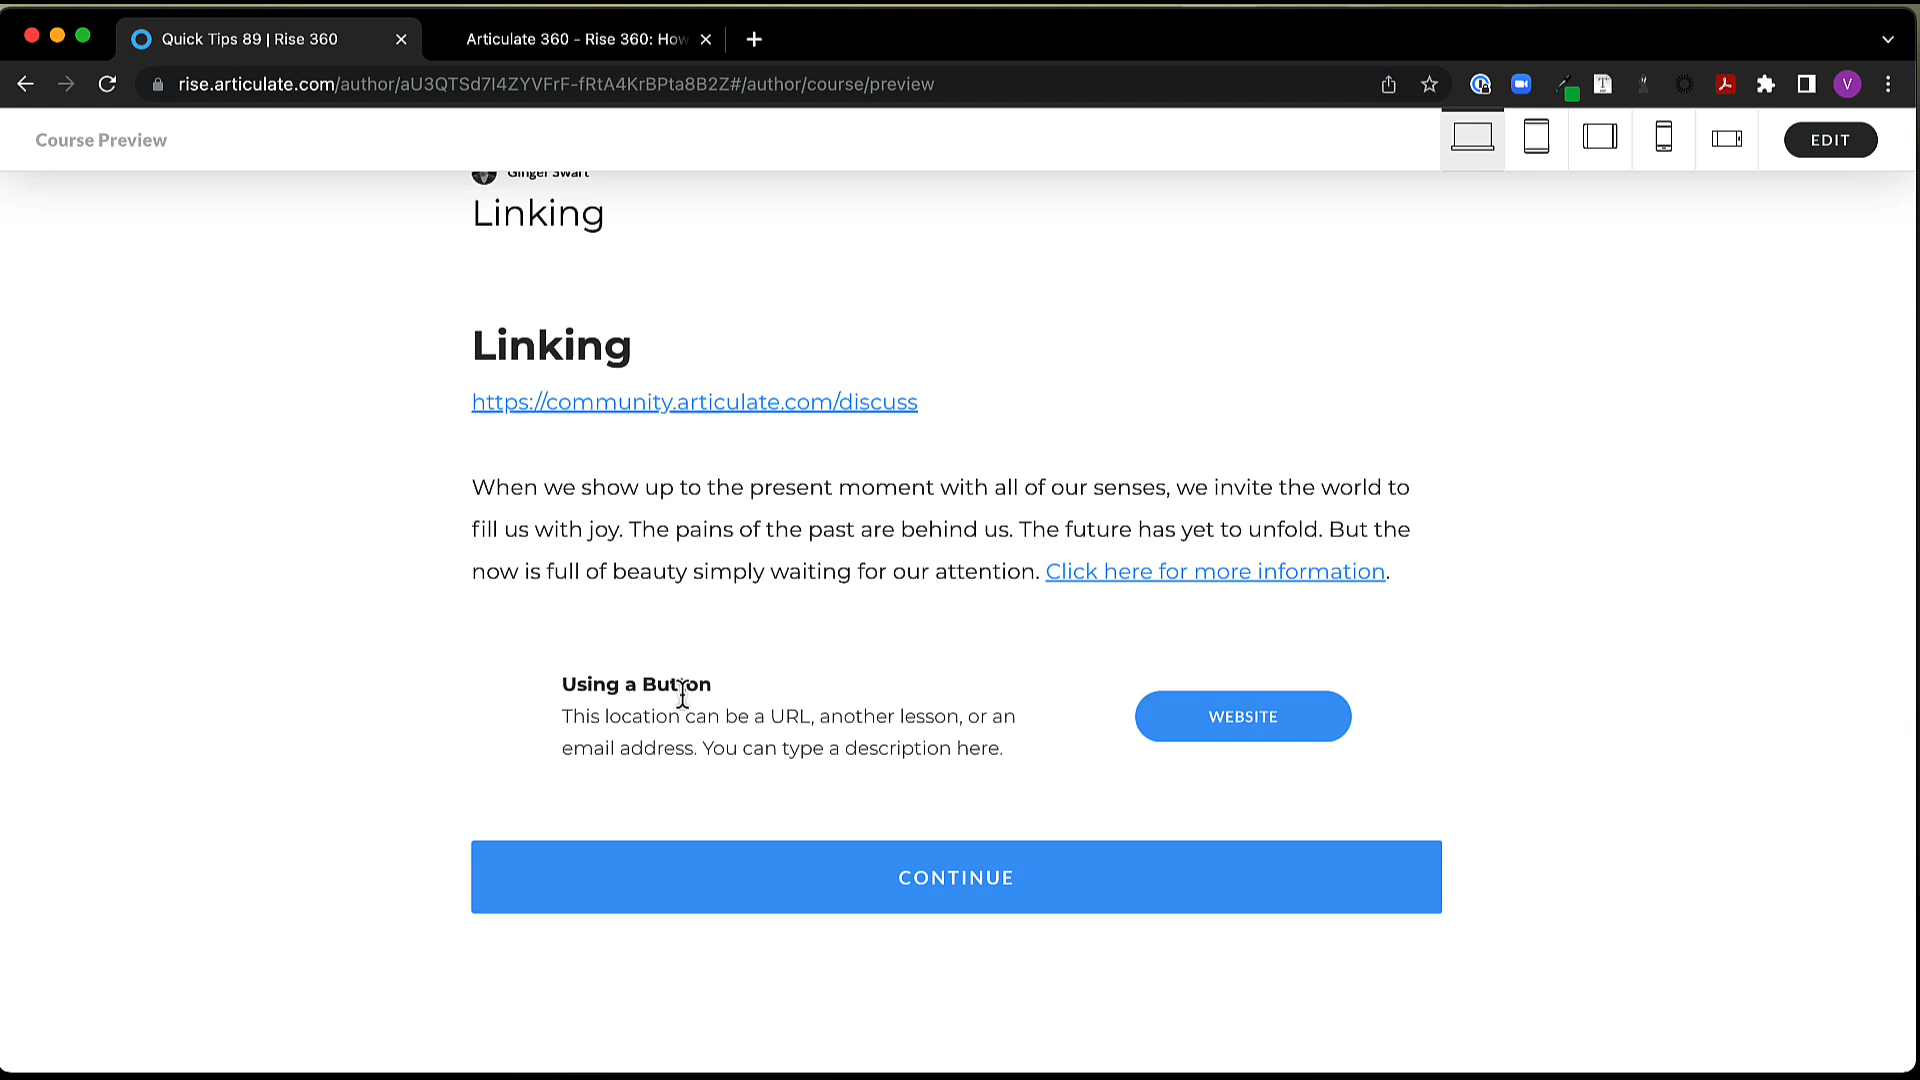 Quick Tips 89 | Rise 360
Articulate 360 - Rise 360: How
rise.articulate.com/author/aU3QTSd7I4ZYVFrF-fRtA4KrBPta8B2Z#/author/course/preview
V
Course Preview
EDIT
Ginger Swart
Linking
Linking
https://community.articulate.com/discuss
When we show up to the present moment with all of our senses, we invite the world to
fill us with joy. The pains of the past are behind us. The future has yet to unfold. But the
now is full of beauty simply waiting for our attention. Click here for more information.
Using a Button
This location can be a URL, another lesson, or an
email address. You can type a description here.
WEBSITE
CONTINUE